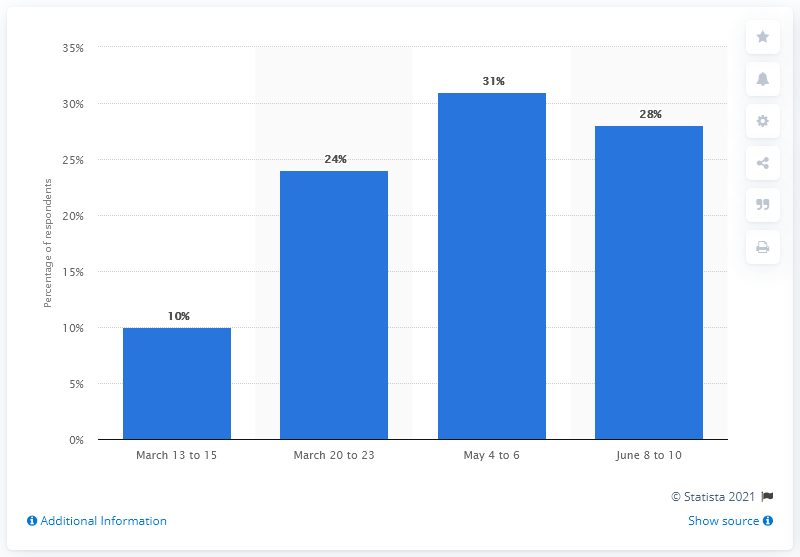 35%
30%
25%
20%
15%
10%
5%
0%
Percentage of respondents
10%
24%
31%
28%
March 13 to 15
March 20 to 23
May 4 to 6
June 8 to 10
© Statista 2021
Additional Information
Show source